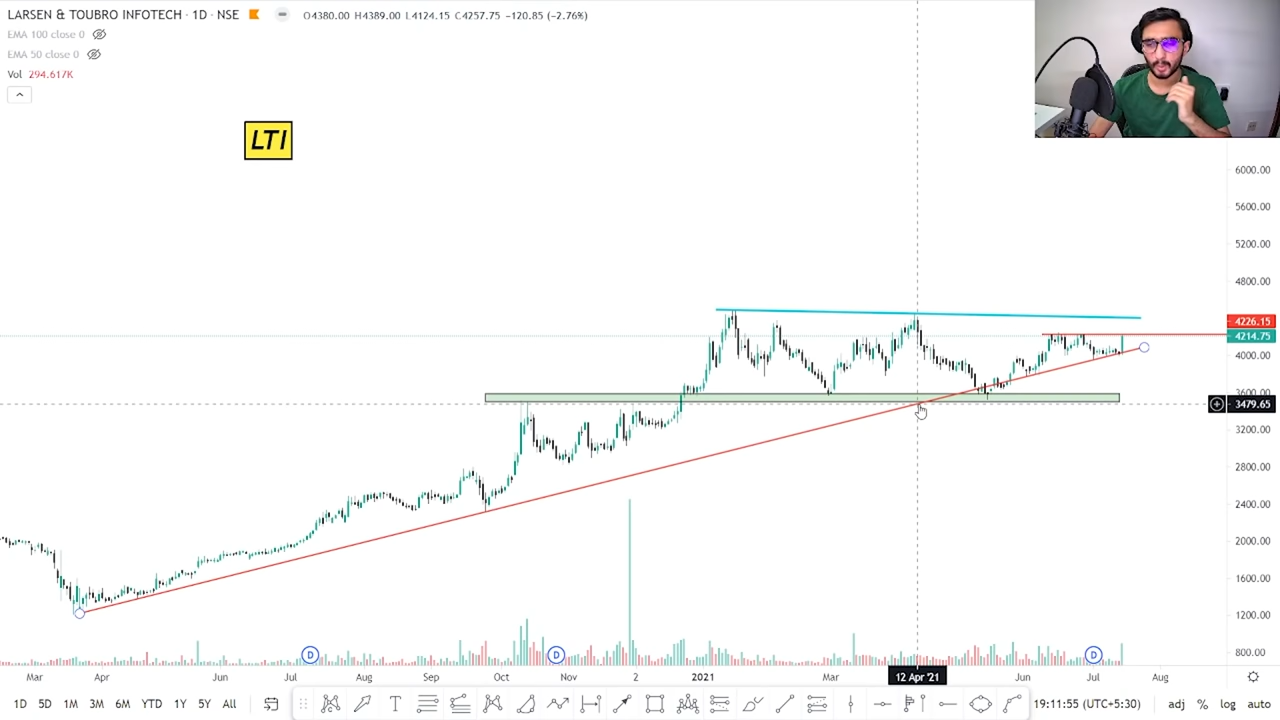 LARSEN & TOUBRO INFOTECH · 1D · NSE O4380.00 H4389.00 L4124.15 C4257.75 -120.85 (-2.76%)
EMA 100 close 0
EMA 50 close 0
Vol 294.617K
LTI
6000.00
5600.00
5200.00
4800.00
4226.15
4214.75
4000.00
3600.00
3479.65
3200.00
2800.00
2400.00
2000.00
1600.00
1200.00
800.00
D D D
Mar Apr Jun Jul Aug Sep Oct Nov 2 2021 Mar 12 Apr '21 Jun Jul Aug
1D 5D 1M 3M 6M YTD 1Y 5Y All T 19:11:55 (UTC+5:30) adj % log auto